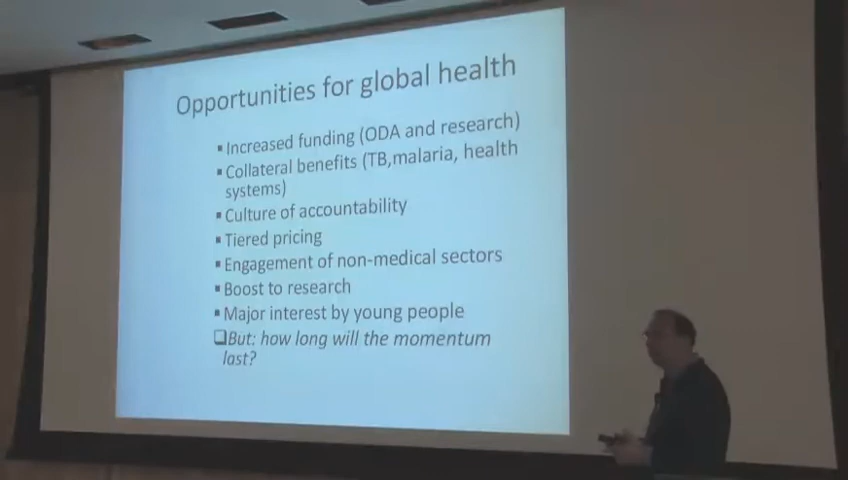 Opportunities for global health
▪ Increased funding (ODA and research)
▪ Collateral benefits (TB,malaria, health
systems)
▪ Culture of accountability
▪ Tiered pricing
▪ Engagement of non-medical sectors
▪ Boost to research
▪ Major interest by young people
❑But: how long will the momentum
last?